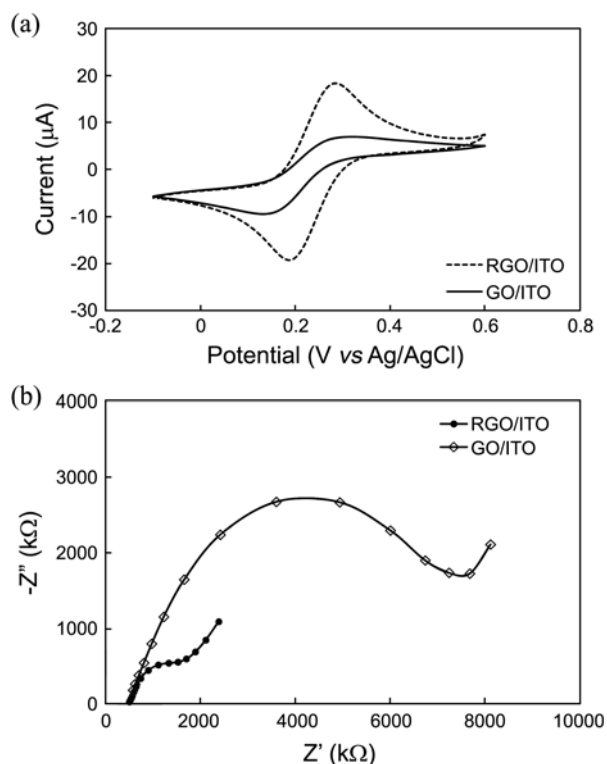 (a)
30
20
10
0
-10
-20
-30
Current (μA)
RGO/ITO
GO/ITO
-0.2 0 0.2 0.4 0.6 0.8
Potential (V vs Ag/AgCl)
(b)
4000
3000
2000
1000
0
-Z" (kΩ)
RGO/ITO
GO/ITO
0 2000 4000 6000 8000 10000
Z' (kΩ)